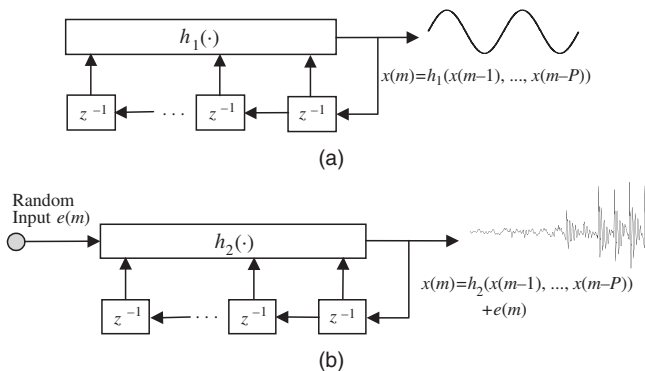 h₁(·)
x(m)=h₁(x(m–1), ..., x(m–P))
z⁻¹ . . . z⁻¹ z⁻¹
(a)
Random
Input e(m)
h₂(·)
x(m)=h₂(x(m–1), ..., x(m–P))
+e(m)
z⁻¹ . . . z⁻¹ z⁻¹
(b)